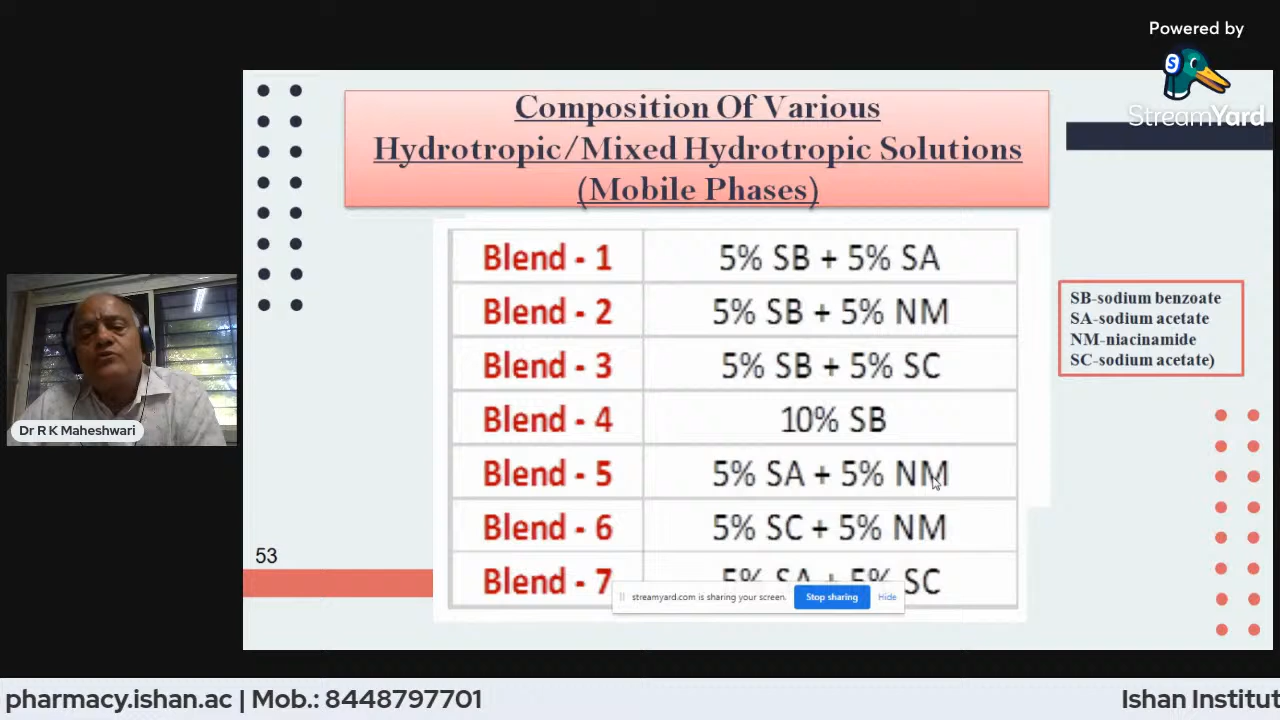 Powered by
StreamYard
Composition Of Various
Hydrotropic/Mixed Hydrotropic Solutions
(Mobile Phases)
Blend - 1 5% SB + 5% SA
Blend - 2 5% SB + 5% NM
Blend - 3 5% SB + 5% SC
Blend - 4 10% SB
Blend - 5 5% SA + 5% NM
Blend - 6 5% SC + 5% NM
Blend - 7 5% SA + 5% SC
SB-sodium benzoate
SA-sodium acetate
NM-niacinamide
SC-sodium acetate)
Dr R K Maheshwari
53
streamyard.com is sharing your screen. Stop sharing Hide
pharmacy.ishan.ac | Mob.: 8448797701
Ishan Institut